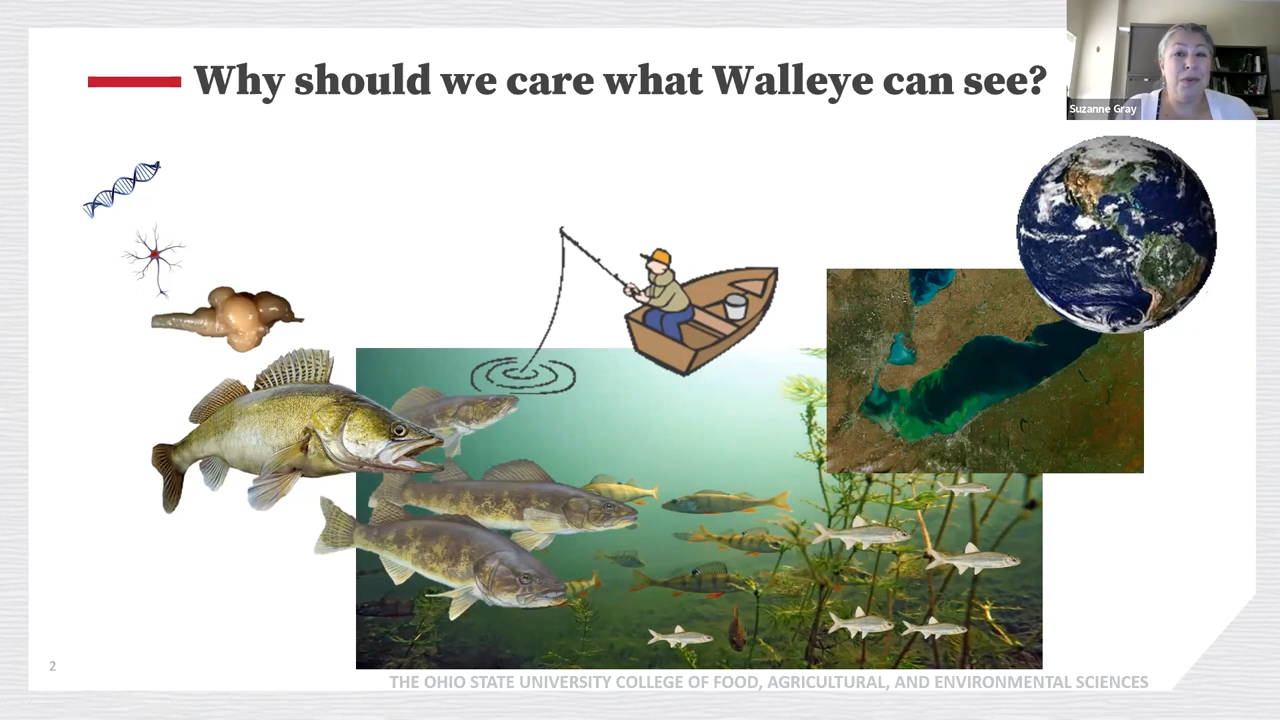 Why should we care what Walleye can see?
Suzanne Gray
2
THE OHIO STATE UNIVERSITY COLLEGE OF FOOD, AGRICULTURAL, AND ENVIRONMENTAL SCIENCES